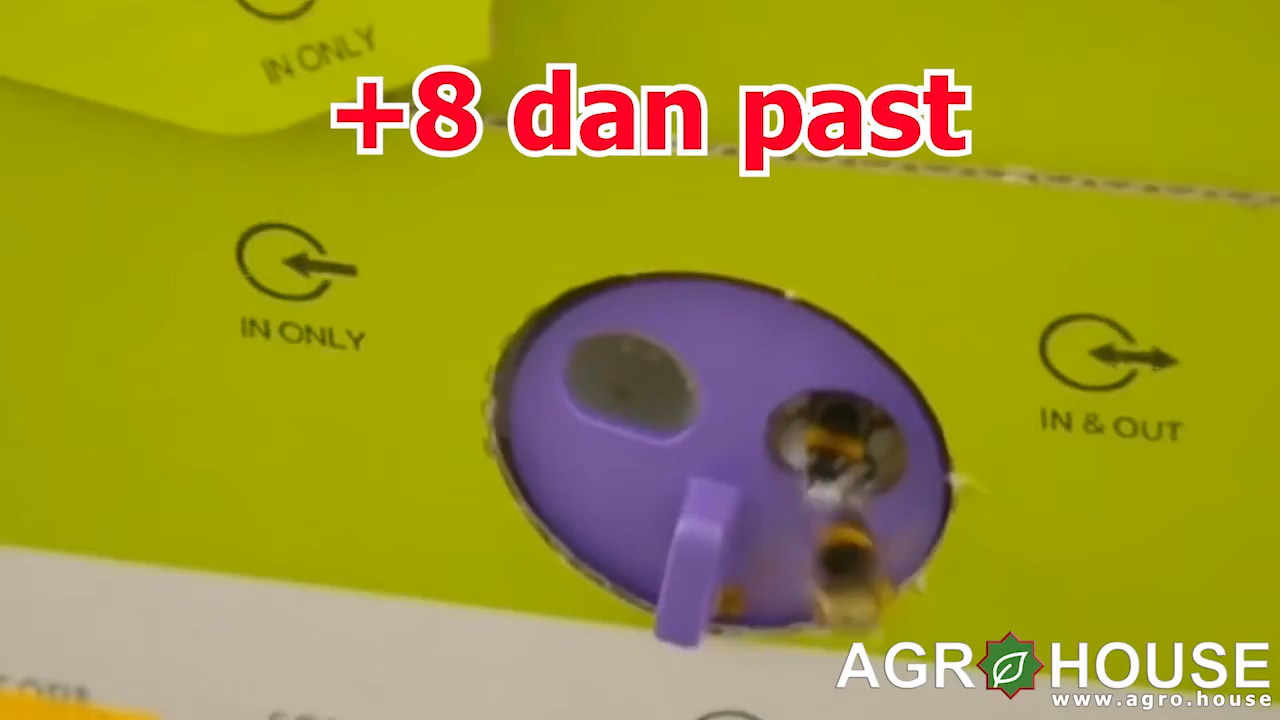 IN ONLY
+8 dan past
IN ONLY
IN & OUT
AGR HOUSE
www.agro.house